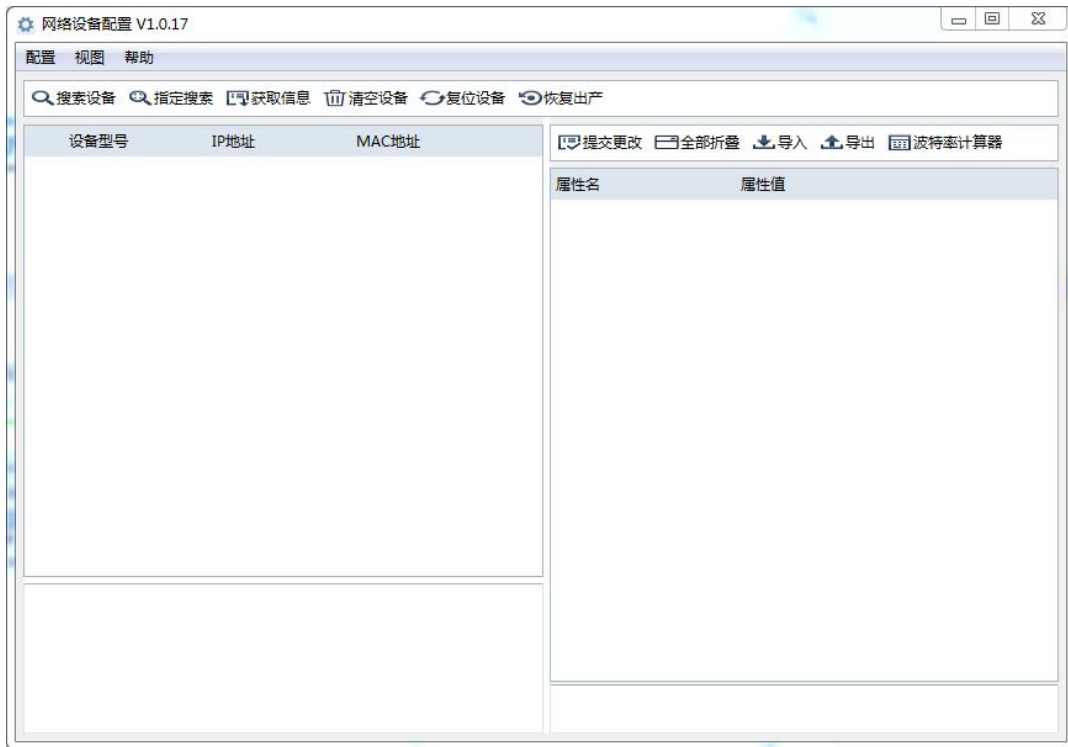 网络设备配置 V1.0.17
配置 视图 帮助
搜索设备 指定搜索 获取信息 清空设备 复位设备 恢复出产
设备型号 IP地址 MAC地址
提交更改 全部折叠 导入 导出 波特率计算器
属性名 属性值